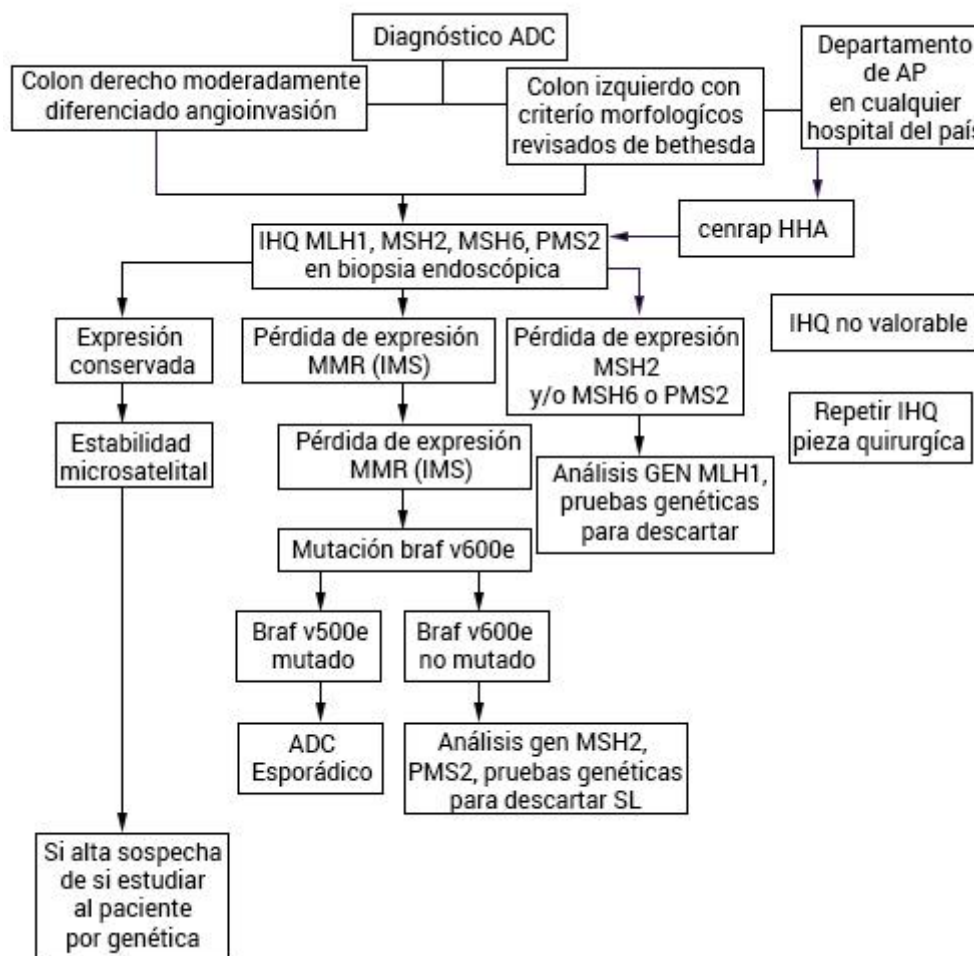 Diagnóstico ADC
Colon derecho moderadamente
diferenciado angioinvasión
Colon izquierdo con
criterío morfologícos
revisados de bethesda
Departamento
de AP
en cualquier
hospital del país
cenrap HHA
IHQ MLH1, MSH2, MSH6, PMS2
en biopsia endoscópica
Expresión
conservada
Pérdida de expresión
MMR (IMS)
Pérdida de expresión
MSH2
y/o MSH6 o PMS2
IHQ no valorable
Estabilidad
microsatelital
Pérdida de expresión
MMR (IMS)
Análisis GEN MLH1,
pruebas genéticas
para descartar
Repetir IHQ
pieza quirurgíca
Mutación braf v600e
Braf v500e
mutado
Braf v600e
no mutado
ADC
Esporádico
Análisis gen MSH2,
PMS2, pruebas genéticas
para descartar SL
Si alta sospecha
de si estudiar
al paciente
por genética